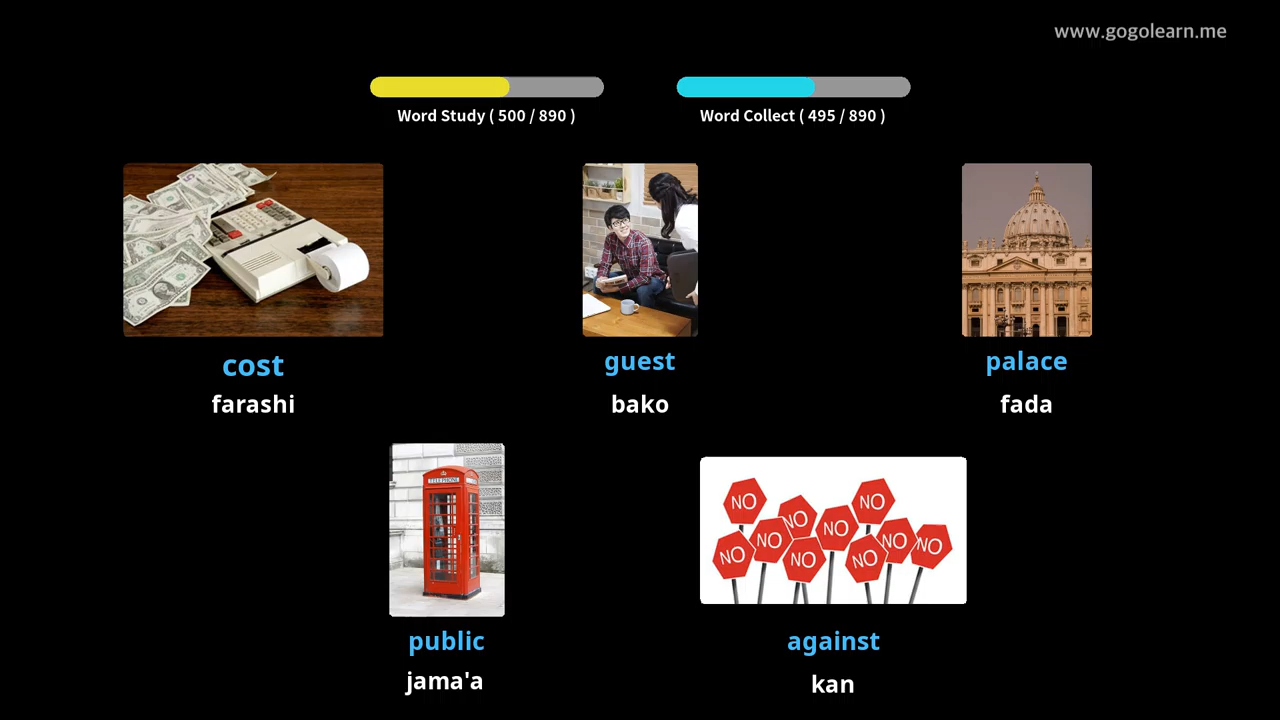 www.gogolearn.me
Word Study ( 500 / 890 )
Word Collect ( 495 / 890 )
cost
farashi
guest
bako
palace
fada
TELEPHONE
NO
NO
NO
NO
NO
NO
NO
NO
NO
NO
public
jama'a
against
kan